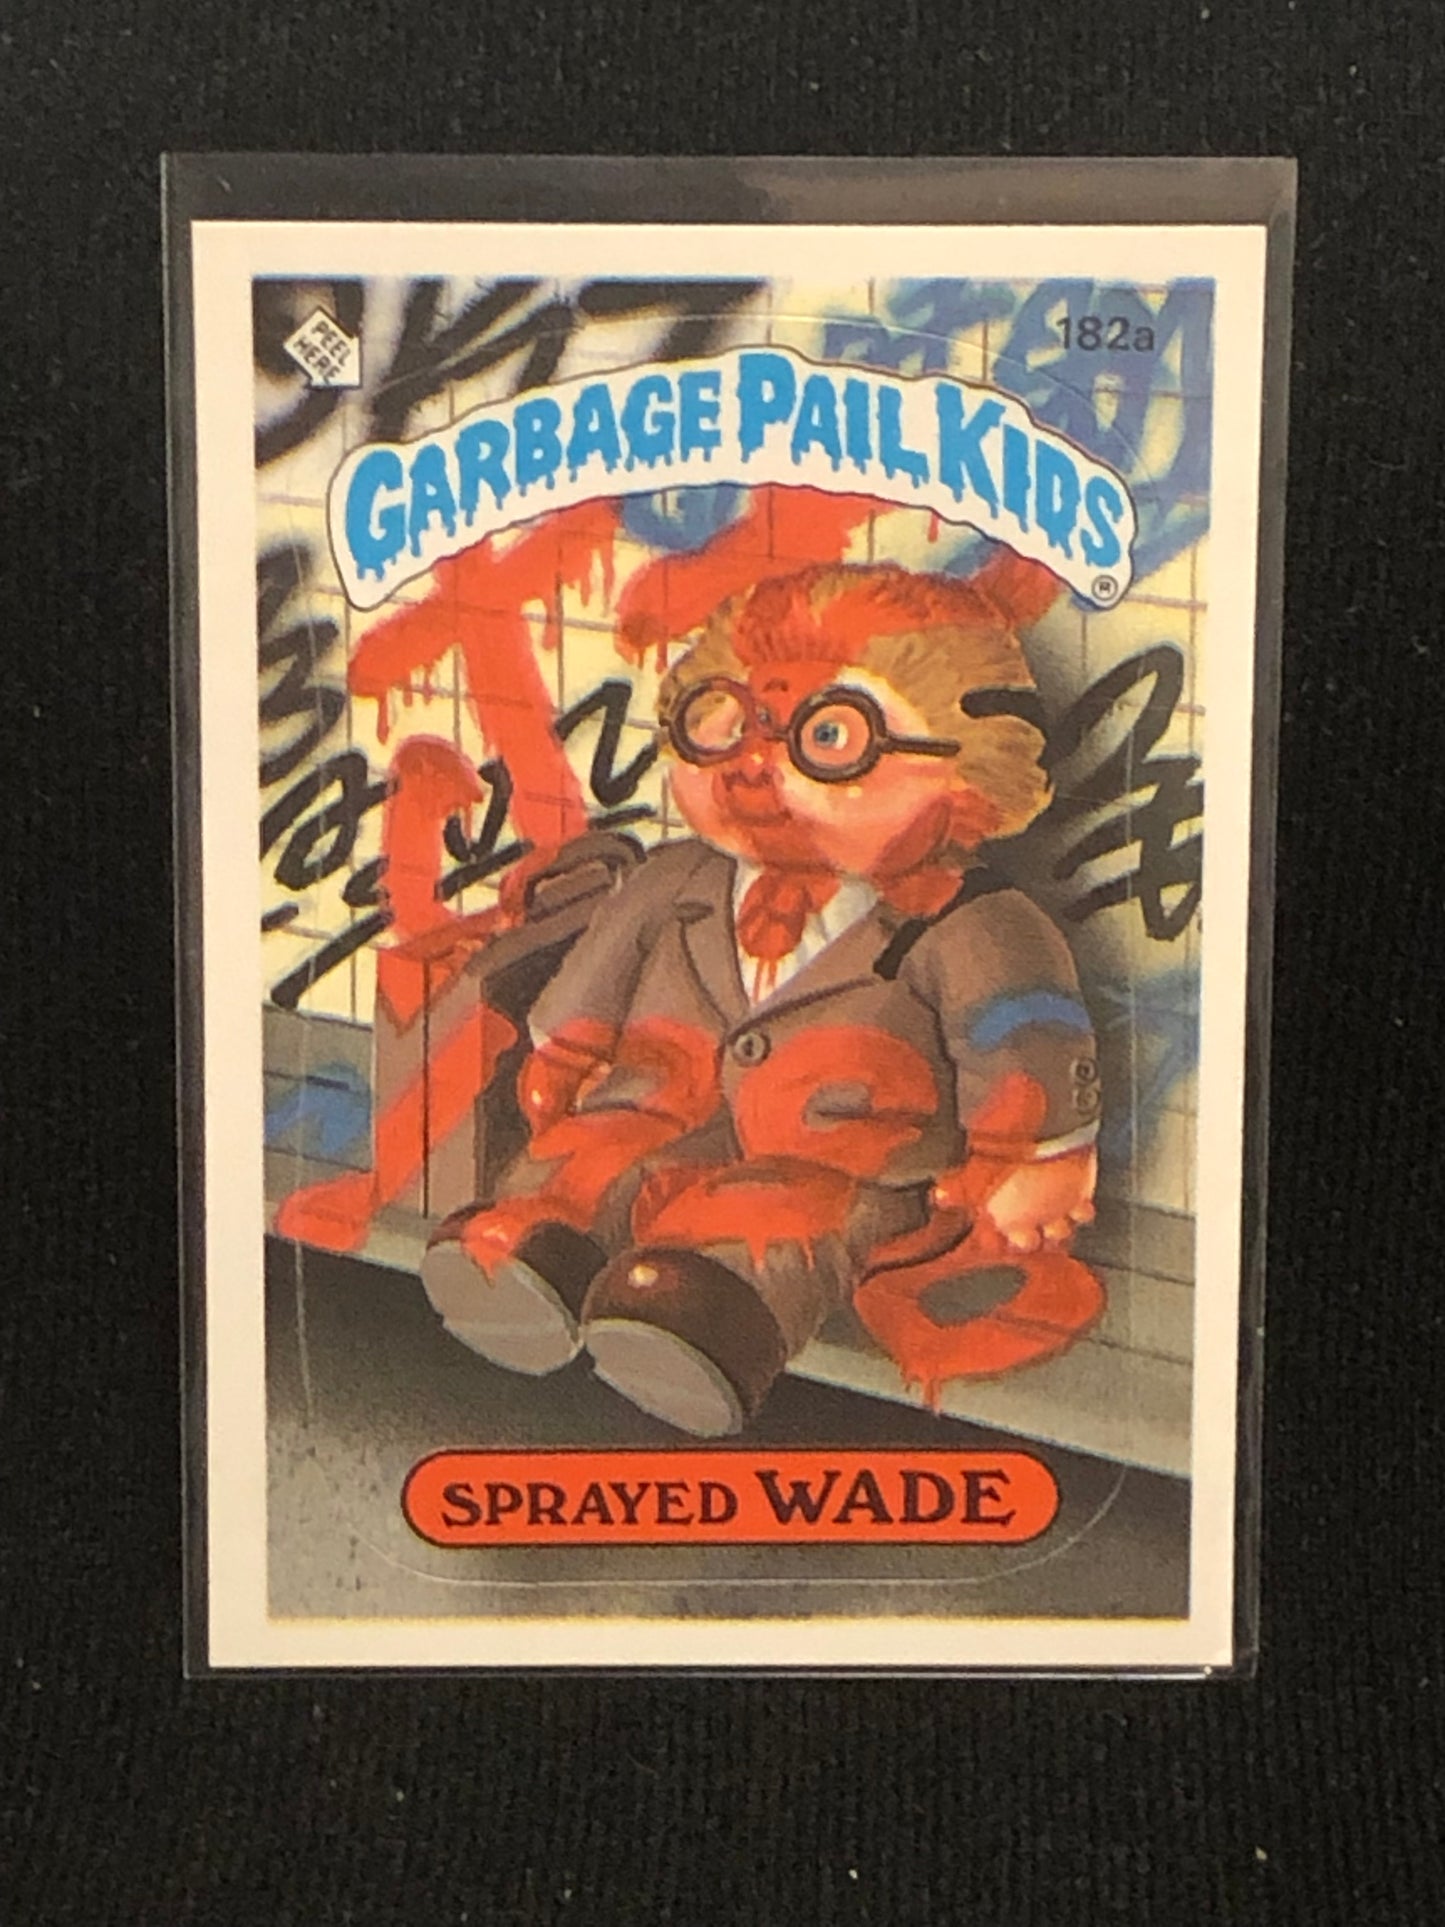 PEEL
HERE
182a
GARBAGE PAIL KIDS
®
SPRAYED WADE